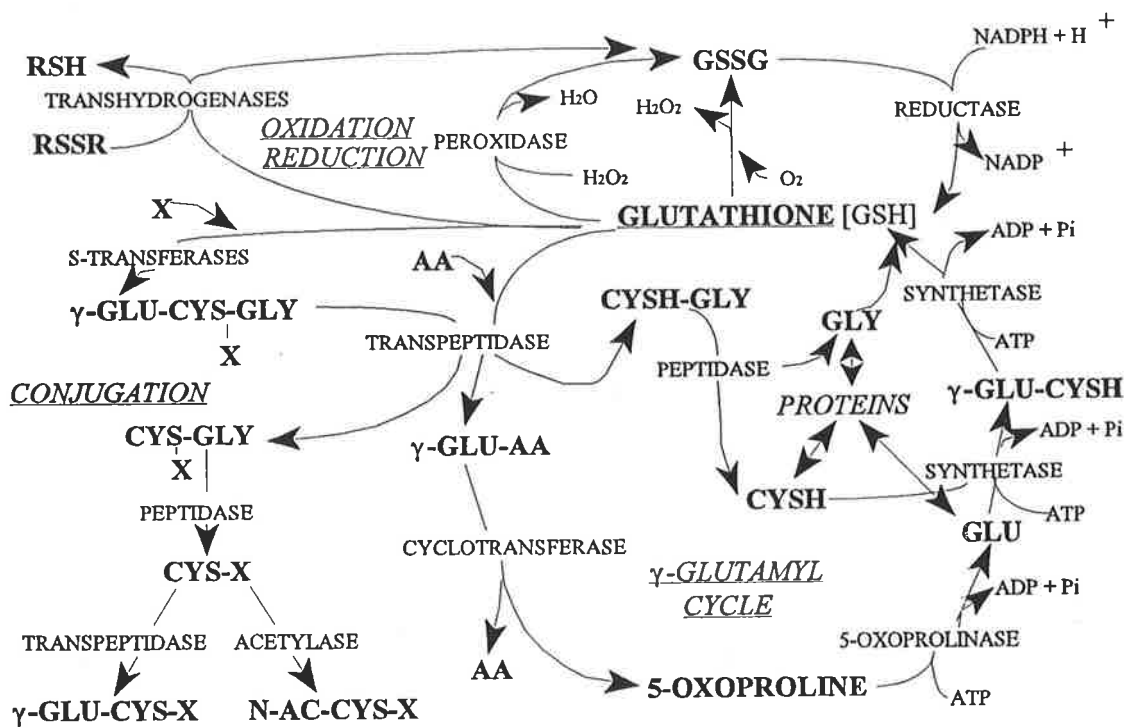 NADPH + H +
RSH
GSSG
TRANSHYDROGENASES
H2O
H2O2
REDUCTASE
OXIDATION
REDUCTION
PEROXIDASE
RSSR
NADP +
H2O2
O2
X
GLUTATHIONE [GSH]
ADP + Pi
S-TRANSFERASES
AA
CYSH-GLY
SYNTHETASE
γ-GLU-CYS-GLY
X
TRANSPEPTIDASE
GLY
ATP
PEPTIDASE
CONJUGATION
PROTEINS
γ-GLU-CYSH
CYS-GLY
X
γ-GLU-AA
ADP + Pi
SYNTHETASE
CYSH
PEPTIDASE
ATP
GLU
CYCLOTRANSFERASE
CYS-X
γ-GLUTAMYL
CYCLE
ADP + Pi
TRANSPEPTIDASE
ACETYLASE
5-OXOPROLINASE
AA
5-OXOPROLINE
ATP
γ-GLU-CYS-X
N-AC-CYS-X